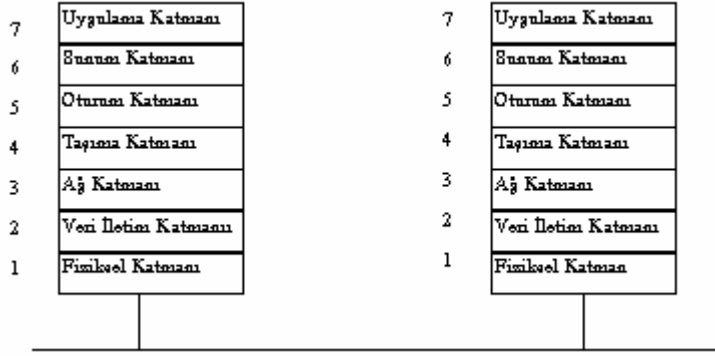 7 Uygulama Katmanı
6 Sunum Katmanı
5 Oturum Katmanı
4 Taşıma Katmanı
3 Ağ Katmanı
2 Veri İletim Katmanıı
1 Fiziksel Katmanı
7 Uygulama Katmanı
6 Sunum Katmanı
5 Oturum Katmanı
4 Taşıma Katmanı
3 Ağ Katmanı
2 Veri İletim Katmanı
1 Fiziksel Katman